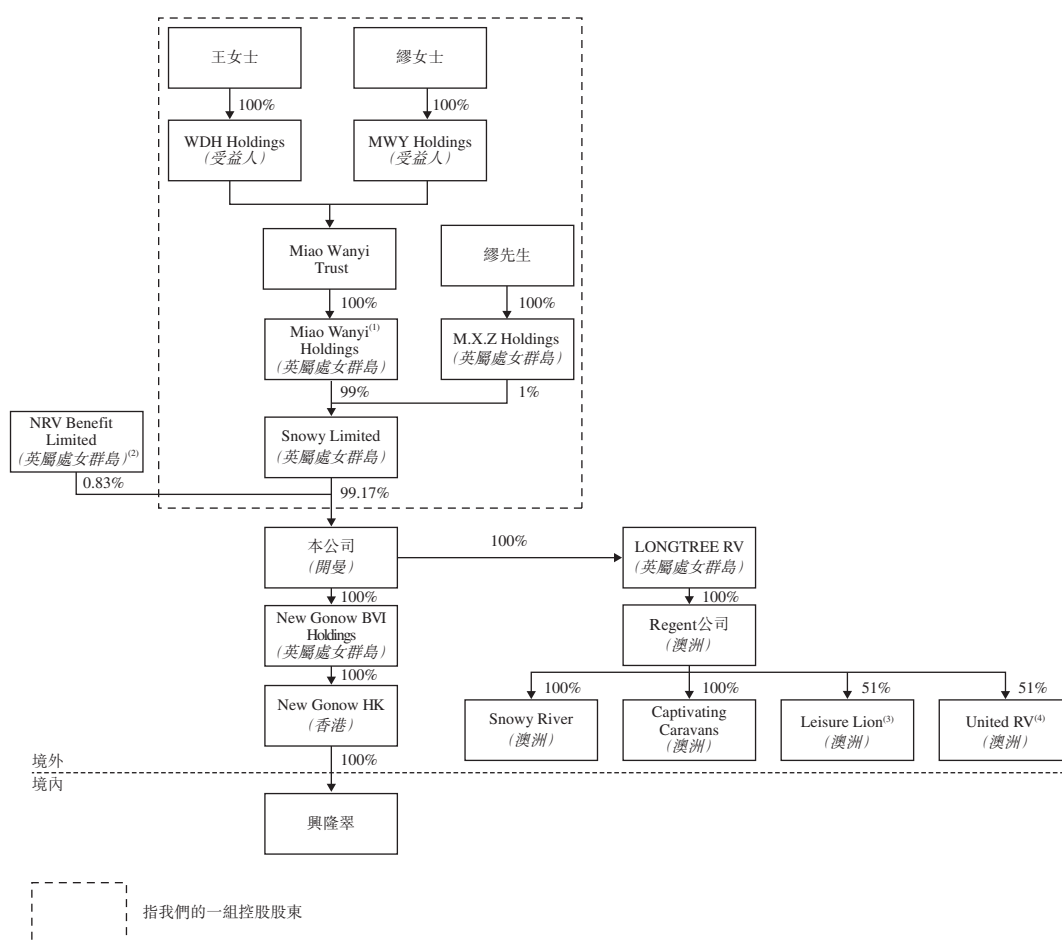 王女士
繆女士
100%
100%
WDH Holdings
（受益人）
MWY Holdings
（受益人）
Miao Wanyi
Trust
繆先生
100%
100%
Miao Wanyi(1)
Holdings
（英屬處女群島）
M.X.Z Holdings
（英屬處女群島）
99%
1%
NRV Benefit
Limited
（英屬處女群島）(2)
Snowy Limited
（英屬處女群島）
0.83%
99.17%
本公司
（開曼）
100%
LONGTREE RV
（英屬處女群島）
100%
100%
New Gonow BVI
Holdings
（英屬處女群島）
Regent公司
（澳洲）
100%
100%
100%
51%
51%
New Gonow HK
（香港）
Snowy River
（澳洲）
Captivating
Caravans
（澳洲）
Leisure Lion(3)
（澳洲）
United RV(4)
（澳洲）
境外
100%
境內
興隆翠
指我們的一組控股股東